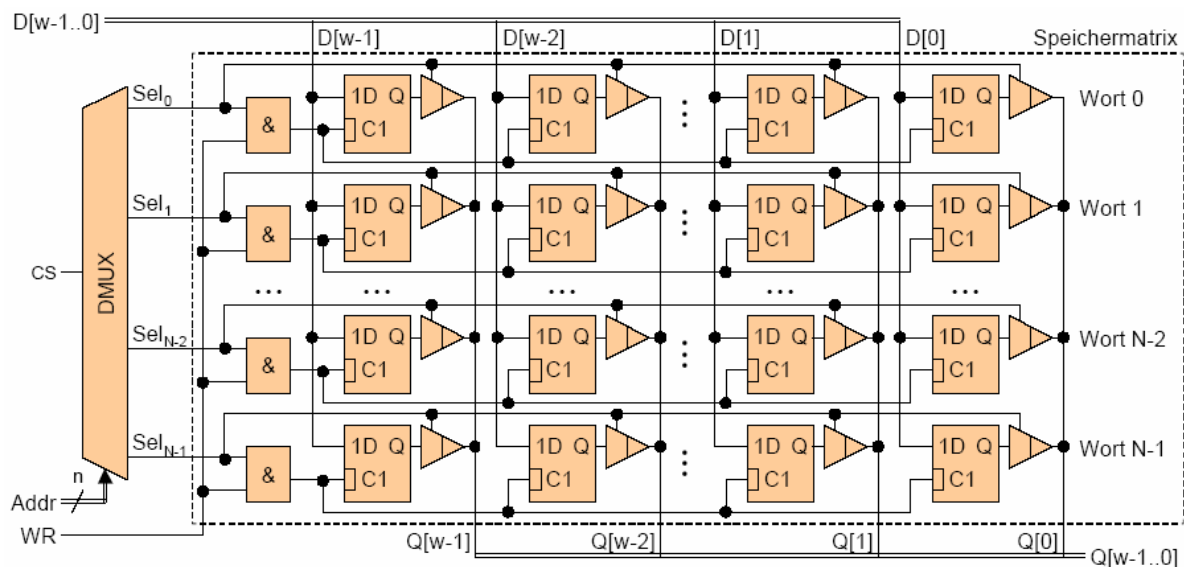 D[w-1..0]
D[w-1] D[w-2] D[1] D[0] Speichermatrix
Sel0 & 1D Q C1 1D Q C1 ⋮ 1D Q C1 1D Q C1 Wort 0
Sel1 & 1D Q C1 1D Q C1 ⋮ 1D Q C1 1D Q C1 Wort 1
CS DMUX
... ... ... ... ...
SelN-2 & 1D Q C1 1D Q C1 ⋮ 1D Q C1 1D Q C1 Wort N-2
SelN-1 & 1D Q C1 1D Q C1 ⋮ 1D Q C1 1D Q C1 Wort N-1
n
Addr
WR
Q[w-1] Q[w-2] Q[1] Q[0]
Q[w-1..0]